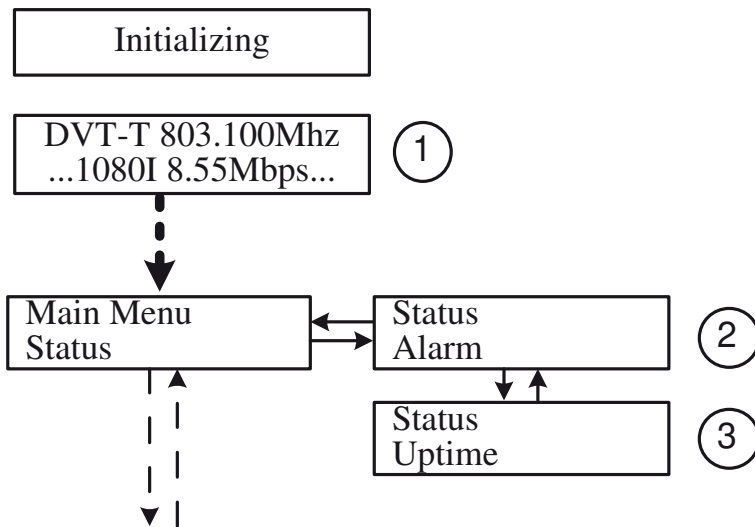 Initializing
DVT-T 803.100Mhz
...1080I 8.55Mbps...
1
Main Menu
Status
Status
Alarm
2
Status
Uptime
3